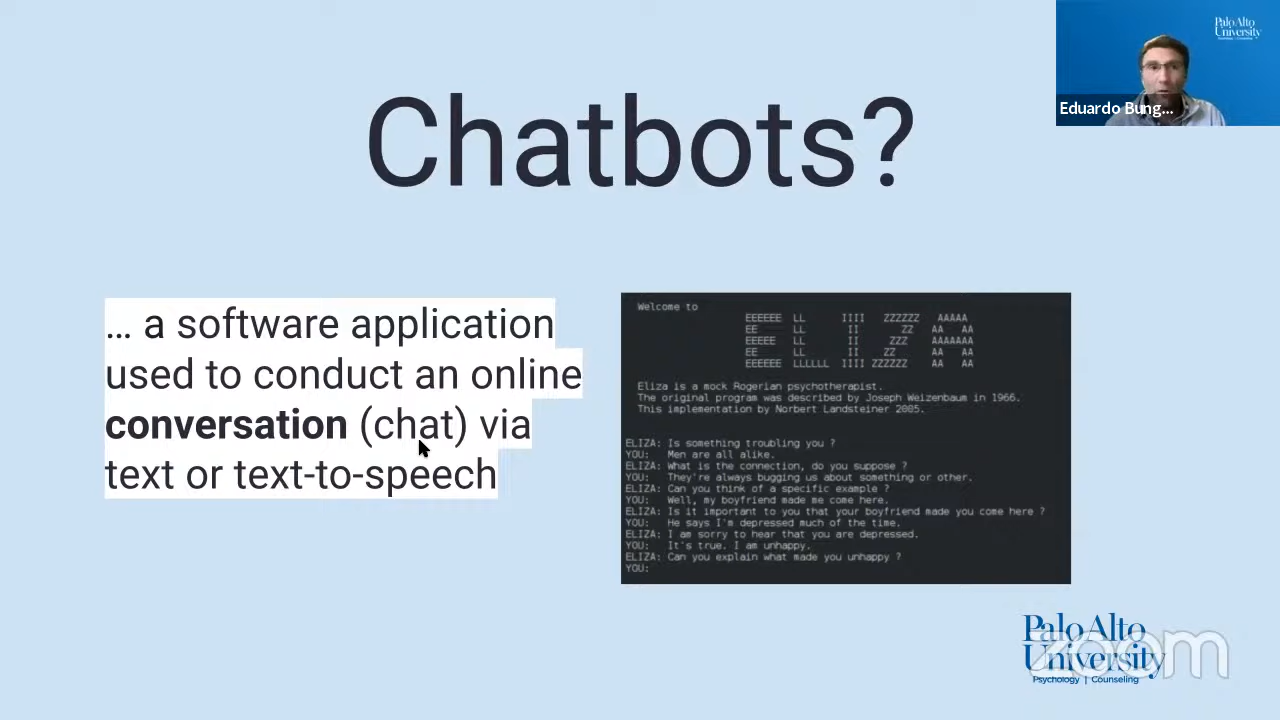 Chatbots?
Palo Alto
University
Psychology | Counseling
Eduardo Bung...
... a software application
used to conduct an online
conversation (chat) via
text or text-to-speech
Welcome to
EEEEEE LL IIII ZZZZZZ AAAAA
EE LL II ZZ AA AA
EEEEE LL II ZZZ AAAAAAA
EE LL II ZZ AA AA
EEEEEE LLLLLL IIII ZZZZZZ AA AA
Eliza is a mock Rogerian psychotherapist.
The original program was described by Joseph Weizenbaum in 1966.
This implementation by Norbert Landsteiner 2005.
ELIZA: Is something troubling you ?
YOU: Men are all alike.
ELIZA: What is the connection, do you suppose ?
YOU: They're always bugging us about something or other.
ELIZA: Can you think of a specific example ?
YOU: Well, my boyfriend made me come here.
ELIZA: Is it important to you that your boyfriend made you come here ?
YOU: He says I'm depressed much of the time.
ELIZA: I am sorry to hear that you are depressed.
YOU: It's true. I am unhappy.
ELIZA: Can you explain what made you unhappy ?
YOU:
Palo Alto
University
Psychology | Counseling
zoom